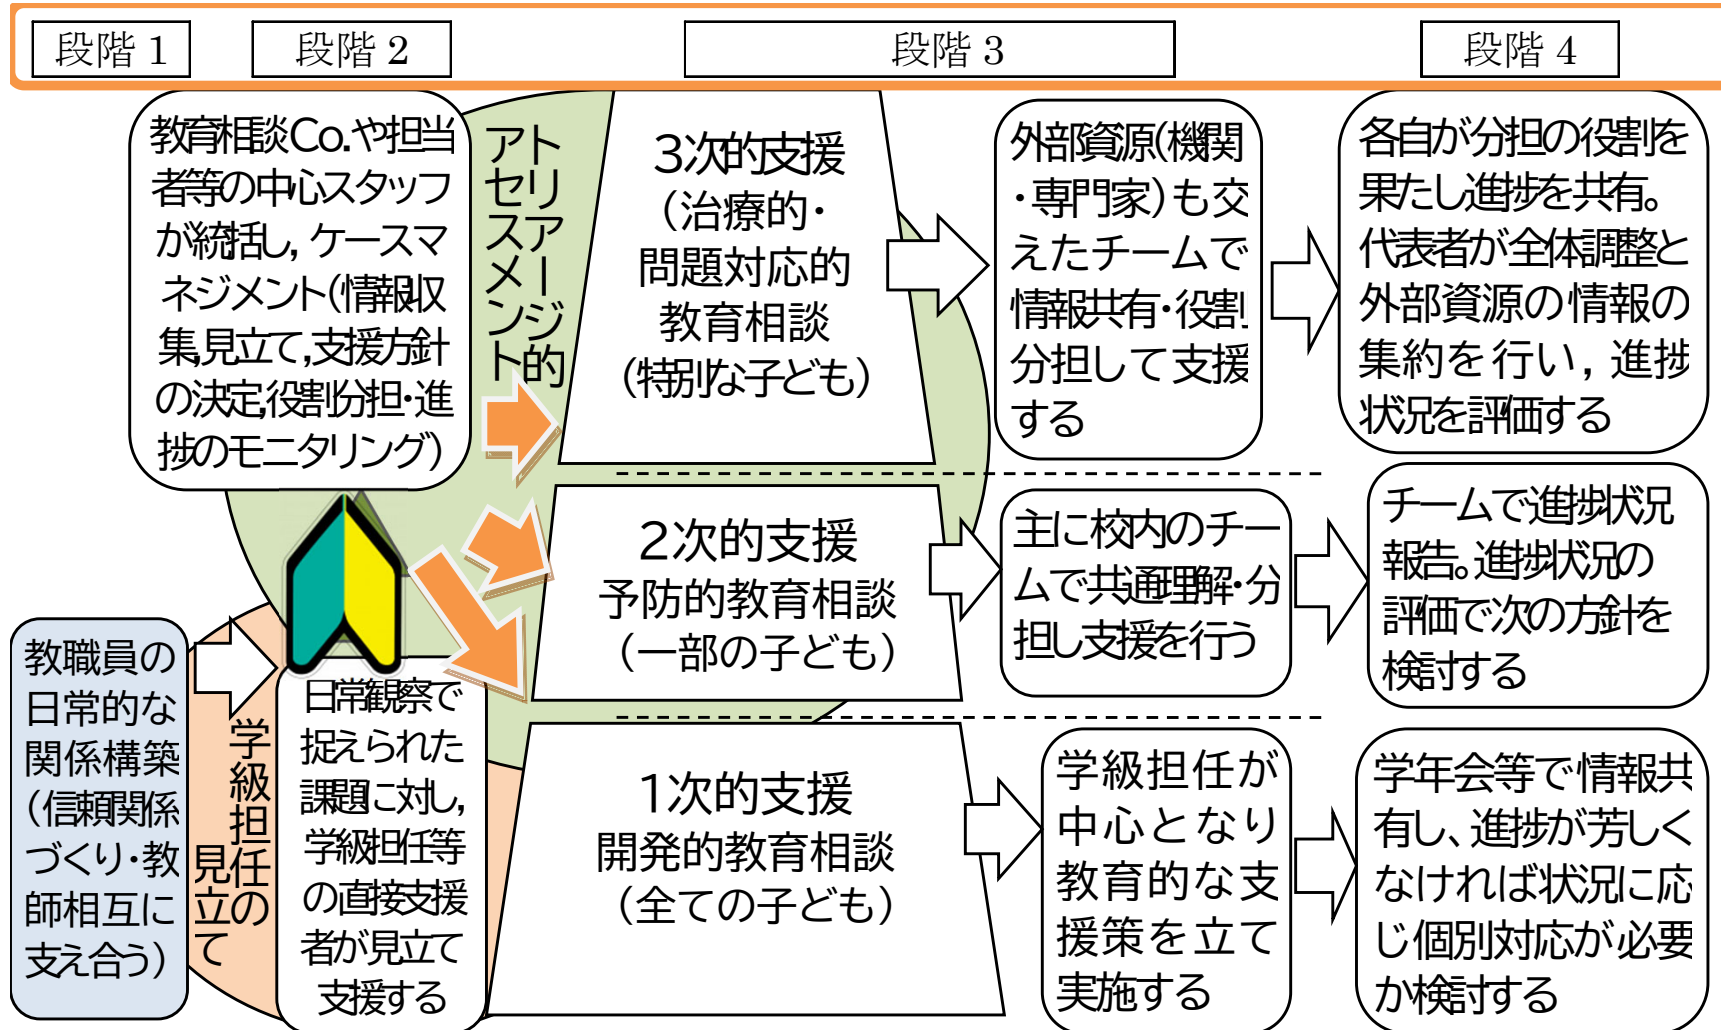 段階 1
段階 2
段階 3
段階 4
教育相談Co.や担当
者等の中心スタッフ
が統括し，ケースマ
ネジメント（情報収
集,見立て,支援方針
の決定,役割分担・進
捗のモニタリング）
トリアージ的
アセスメント
3次的支援
（治療的・
問題対応的
教育相談
（特別な子ども）
外部資源(機関
・専門家）も交
えたチームで
情報共有・役割
分担して支援
する
各自が分担の役割を
果たし進捗を共有。
代表者が全体調整と
外部資源の情報の
集約を行い，進捗
状況を評価する
2次的支援
予防的教育相談
（一部の子ども）
主に校内のチー
ムで共通理解・分
担し支援を行う
チームで進捗状況
報告。進捗状況の
評価で次の方針を
検討する
教職員の
日常的な
関係構築
（信頼関係
づくり・教
師相互に
支え合う）
学級担任の
見立て
日常観察で
捉えられた
課題に対し，
学級担任等
の直接支援
者が見立て
支援する
1次的支援
開発的教育相談
（全ての子ども）
学級担任が
中心となり
教育的な支
援策を立て
実施する
学年会等で情報共
有し、進捗が芳しく
なければ状況に応
じ個別対応が必要
か検討する